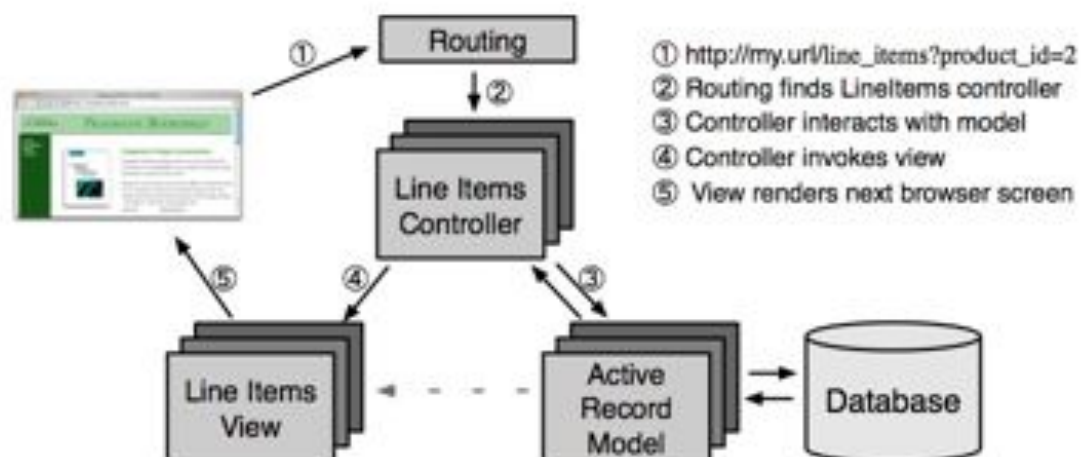 Routing
① http://my.url/line_items?product_id=2
② Routing finds LineItems controller
③ Controller interacts with model
④ Controller invokes view
⑤ View renders next browser screen
①
②
Line Items
Controller
⑤
④
③
Line Items
View
Active
Record
Model
Database